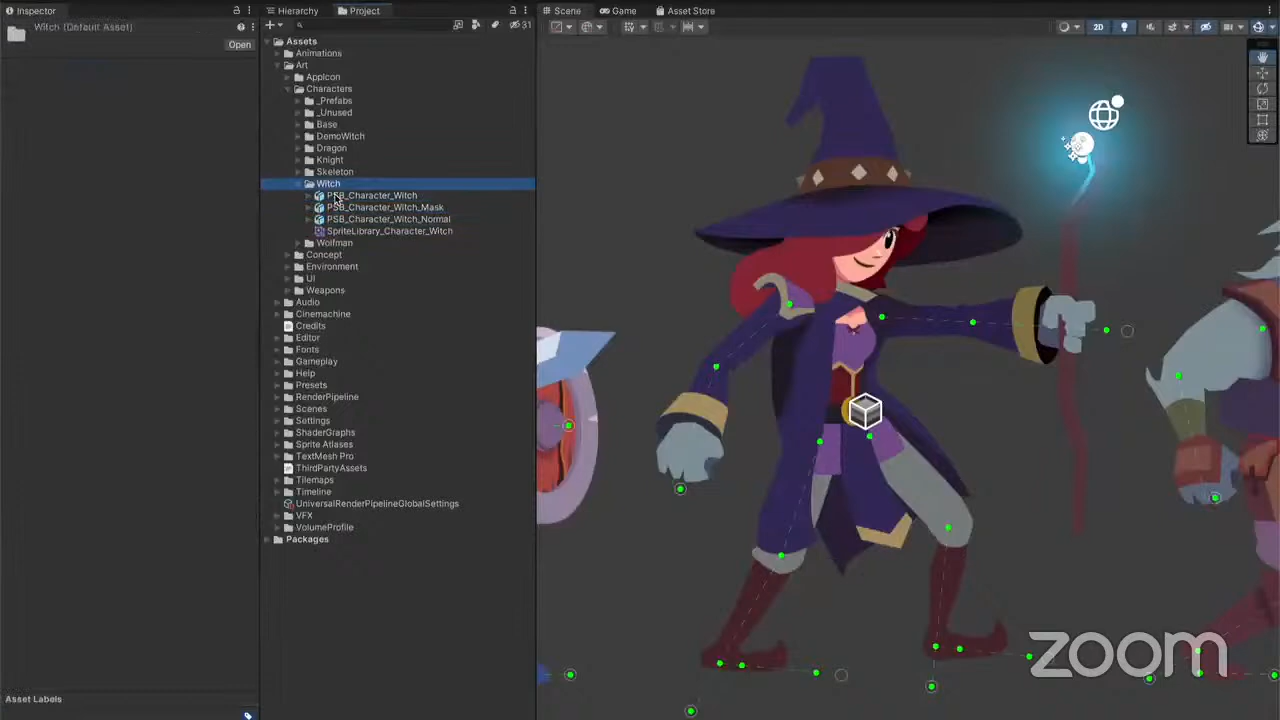 Inspector
Witch (Default Asset)
Open
Asset Labels
Hierarchy
Project
31
Assets
Animations
Art
AppIcon
Characters
_Prefabs
_Unused
Base
DemoWitch
Dragon
Knight
Skeleton
Witch
PSB_Character_Witch
PSB_Character_Witch_Mask
PSB_Character_Witch_Normal
SpriteLibrary_Character_Witch
Wolfman
Concept
Environment
UI
Weapons
Audio
Cinemachine
Credits
Editor
Fonts
Gameplay
Help
Presets
RenderPipeline
Scenes
Settings
ShaderGraphs
Sprite Atlases
TextMesh Pro
ThirdPartyAssets
Tilemaps
Timeline
UniversalRenderPipelineGlobalSettings
VFX
VolumeProfile
Packages
Scene
Game
Asset Store
2D
zoom